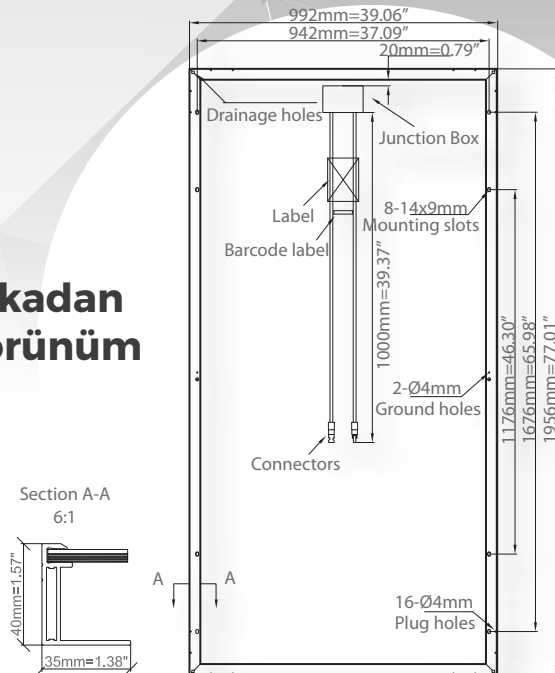 992mm=39.06"
942mm=37.09"
20mm=0.79"
Drainage holes
Junction Box
Label
8-14x9mm
Mounting slots
Barcode label
1000mm=39.37"
kadan
rünüm
1176mm=46.30"
1676mm=65.98"
1956mm=77.01"
2-Ø4mm
Ground holes
Connectors
Section A-A
6:1
A
A
40mm=1.57"
35mm=1.38"
16-Ø4mm
Plug holes